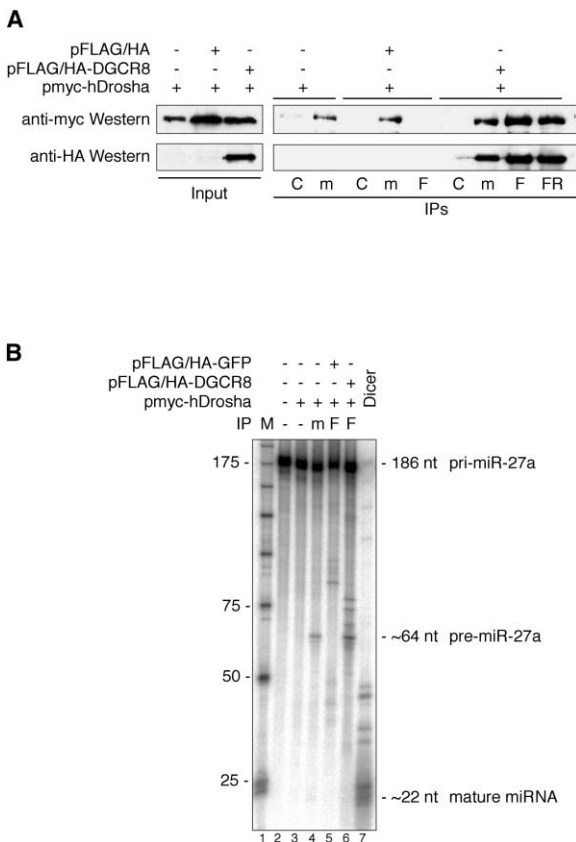 A
pFLAG/HA - + - - + -
pFLAG/HA-DGCR8 - - + - - +
pmyc-hDrosha + + + + + +
anti-myc Western
anti-HA Western
C m C m F C m F FR
Input
IPs
B
pFLAG/HA-GFP - - - + -
pFLAG/HA-DGCR8 - - - - +
pmyc-hDrosha - + + + + Dicer
IP M - - m F F
175 - - 186 nt pri-miR-27a
75 -
- ~64 nt pre-miR-27a
50 -
25 -
- ~22 nt mature miRNA
1 2 3 4 5 6 7